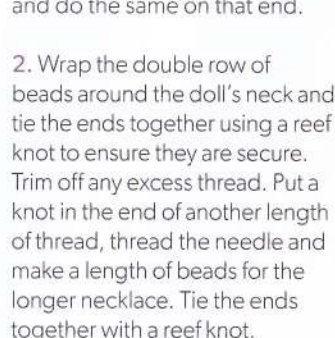 and do the same on that end.
2. Wrap the double row of
beads around the doll's neck and
tie the ends together using a reef
knot to ensure they are secure.
Trim off any excess thread. Put a
knot in the end of another length
of thread, thread the needle and
make a length of beads for the
longer necklace. Tie the ends
together with a reef knot.